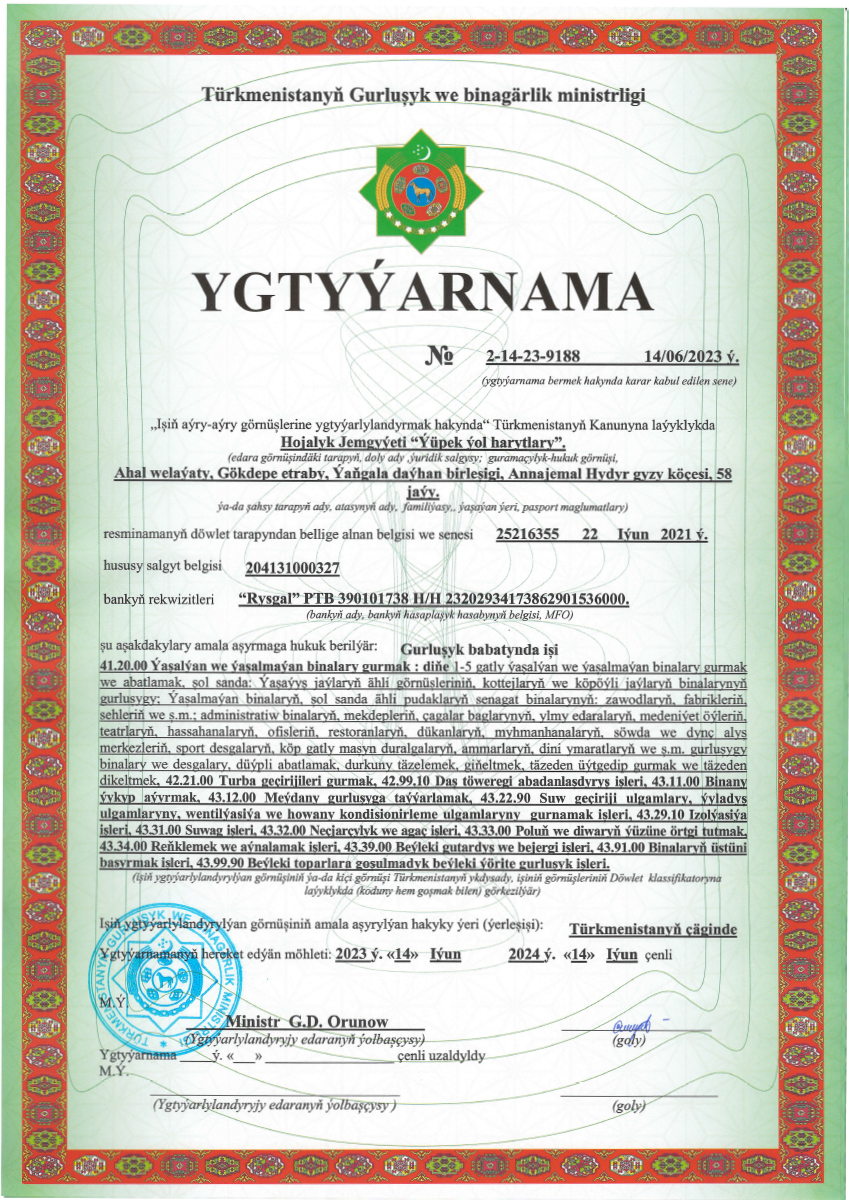 Türkmenistanyň Gurluşyk we binagärlik ministrligi
YGTYÝARNAMA
№ 2-14-23-9188 14/06/2023 ý.
(ygtyýarnama bermek hakynda karar kabul edilen sene)
„Işiň aýry-aýry görnüşlerine ygtyýarlylandyrmak hakynda“ Türkmenistanyň Kanunyna laýyklykda
Hojalyk Jemgyýeti “Ýüpek ýol harytlary”.
(edara görnüşindäki tarapyň, doly ady ,ýuridik salgysy; guramaçylyk-hukuk görnüşi,
Ahal welaýaty, Gökdepe etraby, Ýaňgala daýhan birleşigi, Annajemal Hydyr gyzy köçesi, 58
jaýy.
ýa-da şahsy tarapyň ady, atasynyň ady, familiýasy,, ýaşaýan ýeri, pasport maglumatlary)
resminamanyň döwlet tarapyndan bellige alnan belgisi we senesi 25216355 22 Iýun 2021 ý.
hususy salgyt belgisi 204131000327
bankyň rekwizitleri “Rysgal” PTB 390101738 H/H 23202934173862901536000.
(bankyň ady, bankyň hasaplaşyk hasabynyň belgisi, MFO)
şu aşakdakylary amala aşyrmaga hukuk berilýär: Gurluşyk babatynda işi
41.20.00 Ýaşalýan we ýaşalmaýan binalary gurmak : diňe 1-5 gatly ýaşalýan we ýaşalmaýan binalary gurmak
we abatlamak, şol sanda: Ýaşaýyş jaýlaryň ähli görnüşleriniň, kottejlaryň we köpöýli jaýlaryň binalarynyň
gurluşygy; Ýaşalmaýan binalaryň, şol sanda ähli pudaklaryň senagat binalarynyň: zawodlaryň, fabrikleriň,
sehleriň we ş.m.; administratiw binalaryň, mekdepleriň, çagalar baglarynyň, ylmy edaralaryň, medeniýet öýleriň,
teatrlaryň, hassahanalaryň, ofisleriň, restoranlaryň, dükanlaryň, myhmanhanalaryň, söwda we dynç alyş
merkezleriň, sport desgalaryň, köp gatly maşyn duralgalaryň, ammarlaryň, dini ymaratlaryň we ş.m. gurluşygy
binalary we desgalary, düýpli abatlamak, durkuny täzelemek, giňeltmek, täzeden üýtgedip gurmak we täzeden
dikeltmek, 42.21.00 Turba geçirijileri gurmak, 42.99.10 Daş töweregi abadanlaşdyryş işleri, 43.11.00 Binany
ýykyp aýyrmak, 43.12.00 Meýdany gurluşyga taýýarlamak, 43.22.90 Suw geçiriji ulgamlary, ýyladyş
ulgamlaryny, wentilýasiýa we howany kondisionirleme ulgamlaryny gurnamak işleri, 43.29.10 Izolýasiýa
işleri, 43.31.00 Suwag işleri, 43.32.00 Neçjarçylyk we agaç işleri, 43.33.00 Poluň we diwaryň ýüzüne örtgi tutmak,
43.34.00 Reňklemek we aýnalamak işleri, 43.39.00 Beýleki gutardyş we bejergi işleri, 43.91.00 Binalaryň üstüni
basyrmak işleri, 43.99.90 Beýleki toparlara goşulmadyk beýleki ýörite gurluşyk işleri.
(işiň ygtyýarlylandyrylýan görnüşiniň ýa-da kiçi görnüşi Türkmenistanyň ykdysady, işiniň görnüşleriniň Döwlet klassifikatoryna
laýyklykda (koduny hem goşmak bilen) görkezilýär)
Işiň ygtyýarlylandyrylýan görnüşiniň amala aşyrylýan hakyky ýeri (ýerleşişi): Türkmenistanyň çäginde
Ygtyýarnamanyň hereket edýän möhleti: 2023 ý. «14» Iýun 2024 ý. «14» Iýun çenli
TÜRKMENISTANYŇ GURLUŞYK WE BINAGÄRLIK MINISTRLIGI
M.Ý.
Ministr G.D. Orunow
(Ygtyýarlylandyryjy edaranyň ýolbaşçysy) (goly)
Ygtyýarnama ____ý. «___» __________________ çenli uzaldyldy
M.Ý.
(Ygtyýarlylandyryjy edaranyň ýolbaşçysy ) (goly)